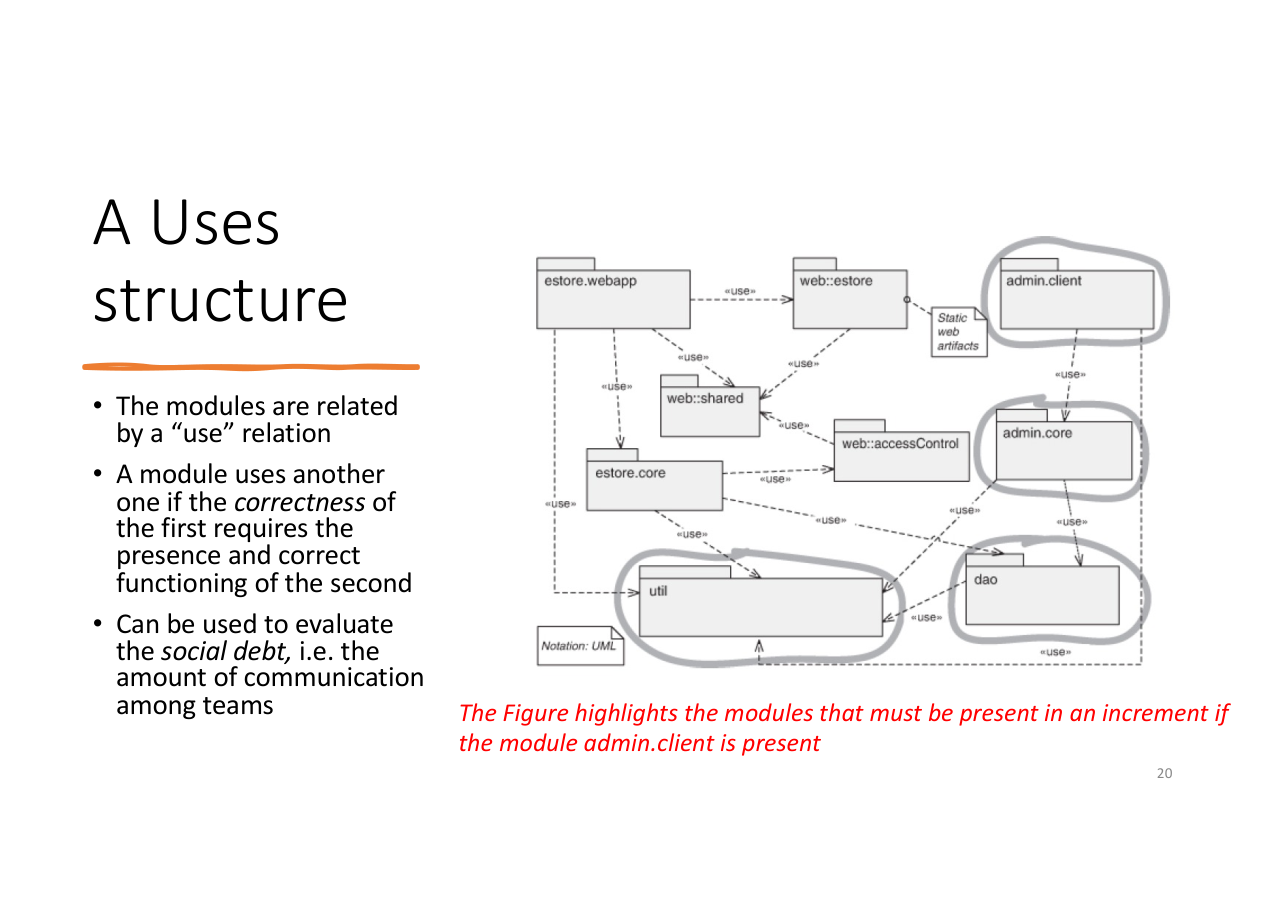 A Uses
structure
• The modules are related
by a “use” relation
• A module uses another
one if the correctness of
the first requires the
presence and correct
functioning of the second
• Can be used to evaluate
the social debt, i.e. the
amount of communication
among teams
estore.webapp
«use»
web::estore
Static
web
artifacts
admin.client
«use»
«use»
«use»
«use»
web::shared
«use»
web::accessControl
admin.core
estore.core
«use»
«use»
«use»
«use»
«use»
«use»
util
dao
«use»
Notation: UML
«use»
The Figure highlights the modules that must be present in an increment if
the module admin.client is present
20